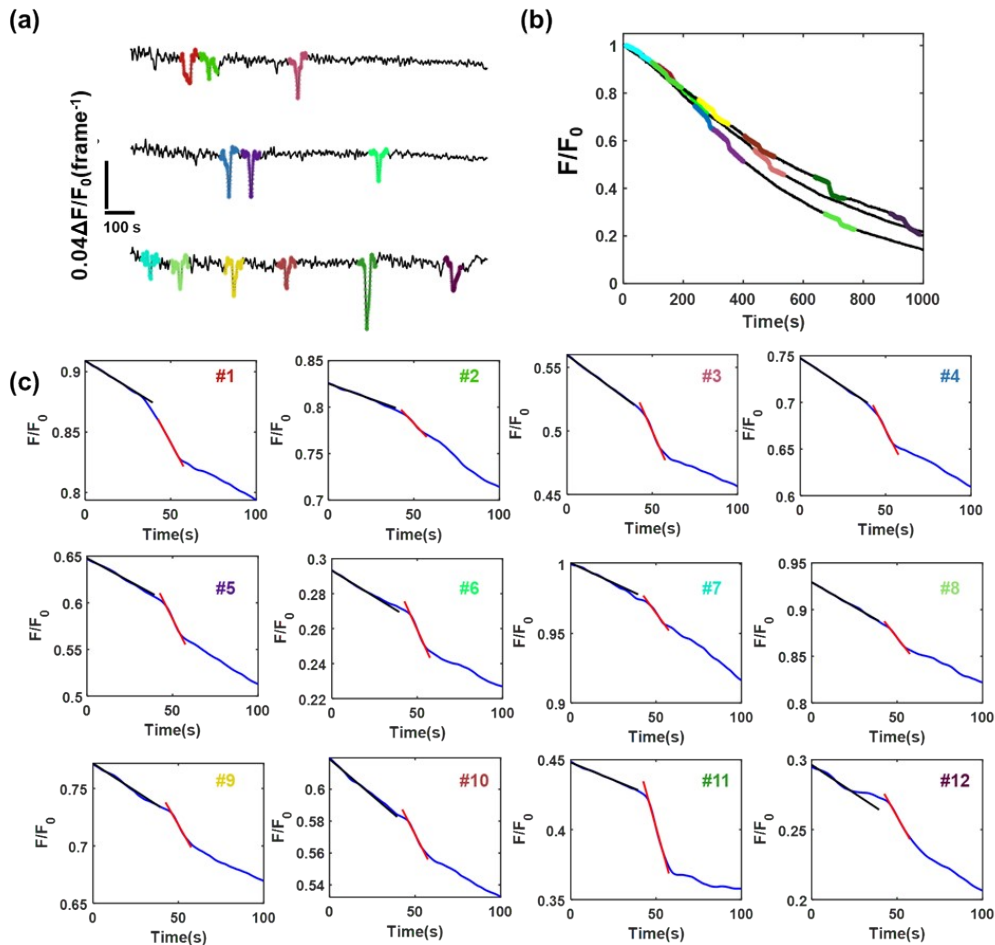 (a)
0.04ΔF/F0(frame-1)
100 s
(b)
F/F0
1
0.8
0.6
0.4
0.2
0
0 200 400 600 800 1000
Time(s)
(c)
#1
F/F0
0.9
0.85
0.8
0 50 100
Time(s)
#2
F/F0
0.85
0.8
0.75
0.7
0 50 100
Time(s)
#3
F/F0
0.55
0.5
0.45
0 50 100
Time(s)
#4
F/F0
0.75
0.7
0.65
0.6
0 50 100
Time(s)
#5
F/F0
0.65
0.6
0.55
0.5
0 50 100
Time(s)
#6
F/F0
0.3
0.28
0.26
0.24
0.22
0 50 100
Time(s)
#7
F/F0
1
0.95
0.9
0 50 100
Time(s)
#8
F/F0
0.95
0.9
0.85
0.8
0 50 100
Time(s)
#9
F/F0
0.75
0.7
0.65
0 50 100
Time(s)
#10
F/F0
0.6
0.58
0.56
0.54
0 50 100
Time(s)
#11
F/F0
0.45
0.4
0.35
0 50 100
Time(s)
#12
F/F0
0.3
0.25
0.2
0 50 100
Time(s)